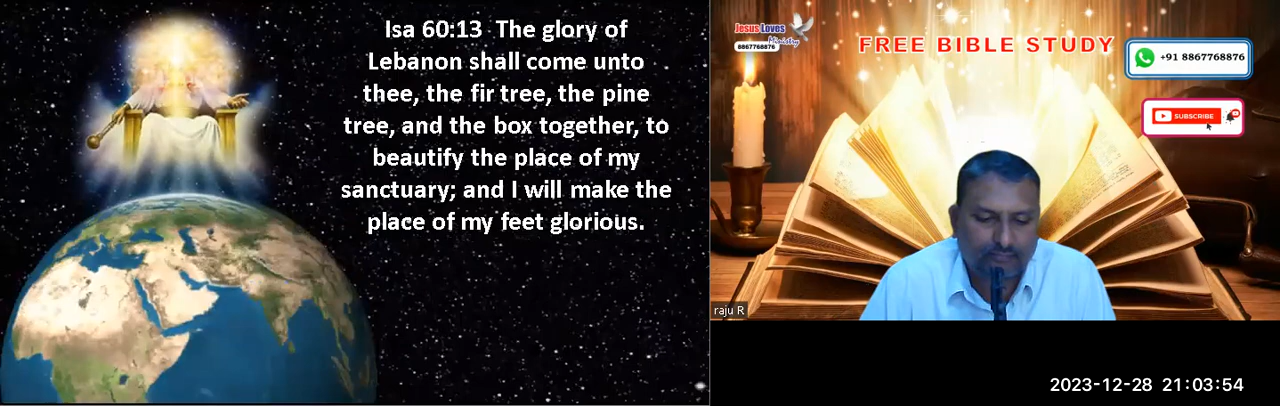 Isa 60:13 The glory of
Lebanon shall come unto
thee, the fir tree, the pine
tree, and the box together, to
beautify the place of my
sanctuary; and I will make the
place of my feet glorious.
Jesus Loves
Ministry
8867768876
FREE BIBLE STUDY
+91 8867768876
SUBSCRIBE
raju R
2023-12-28 21:03:54